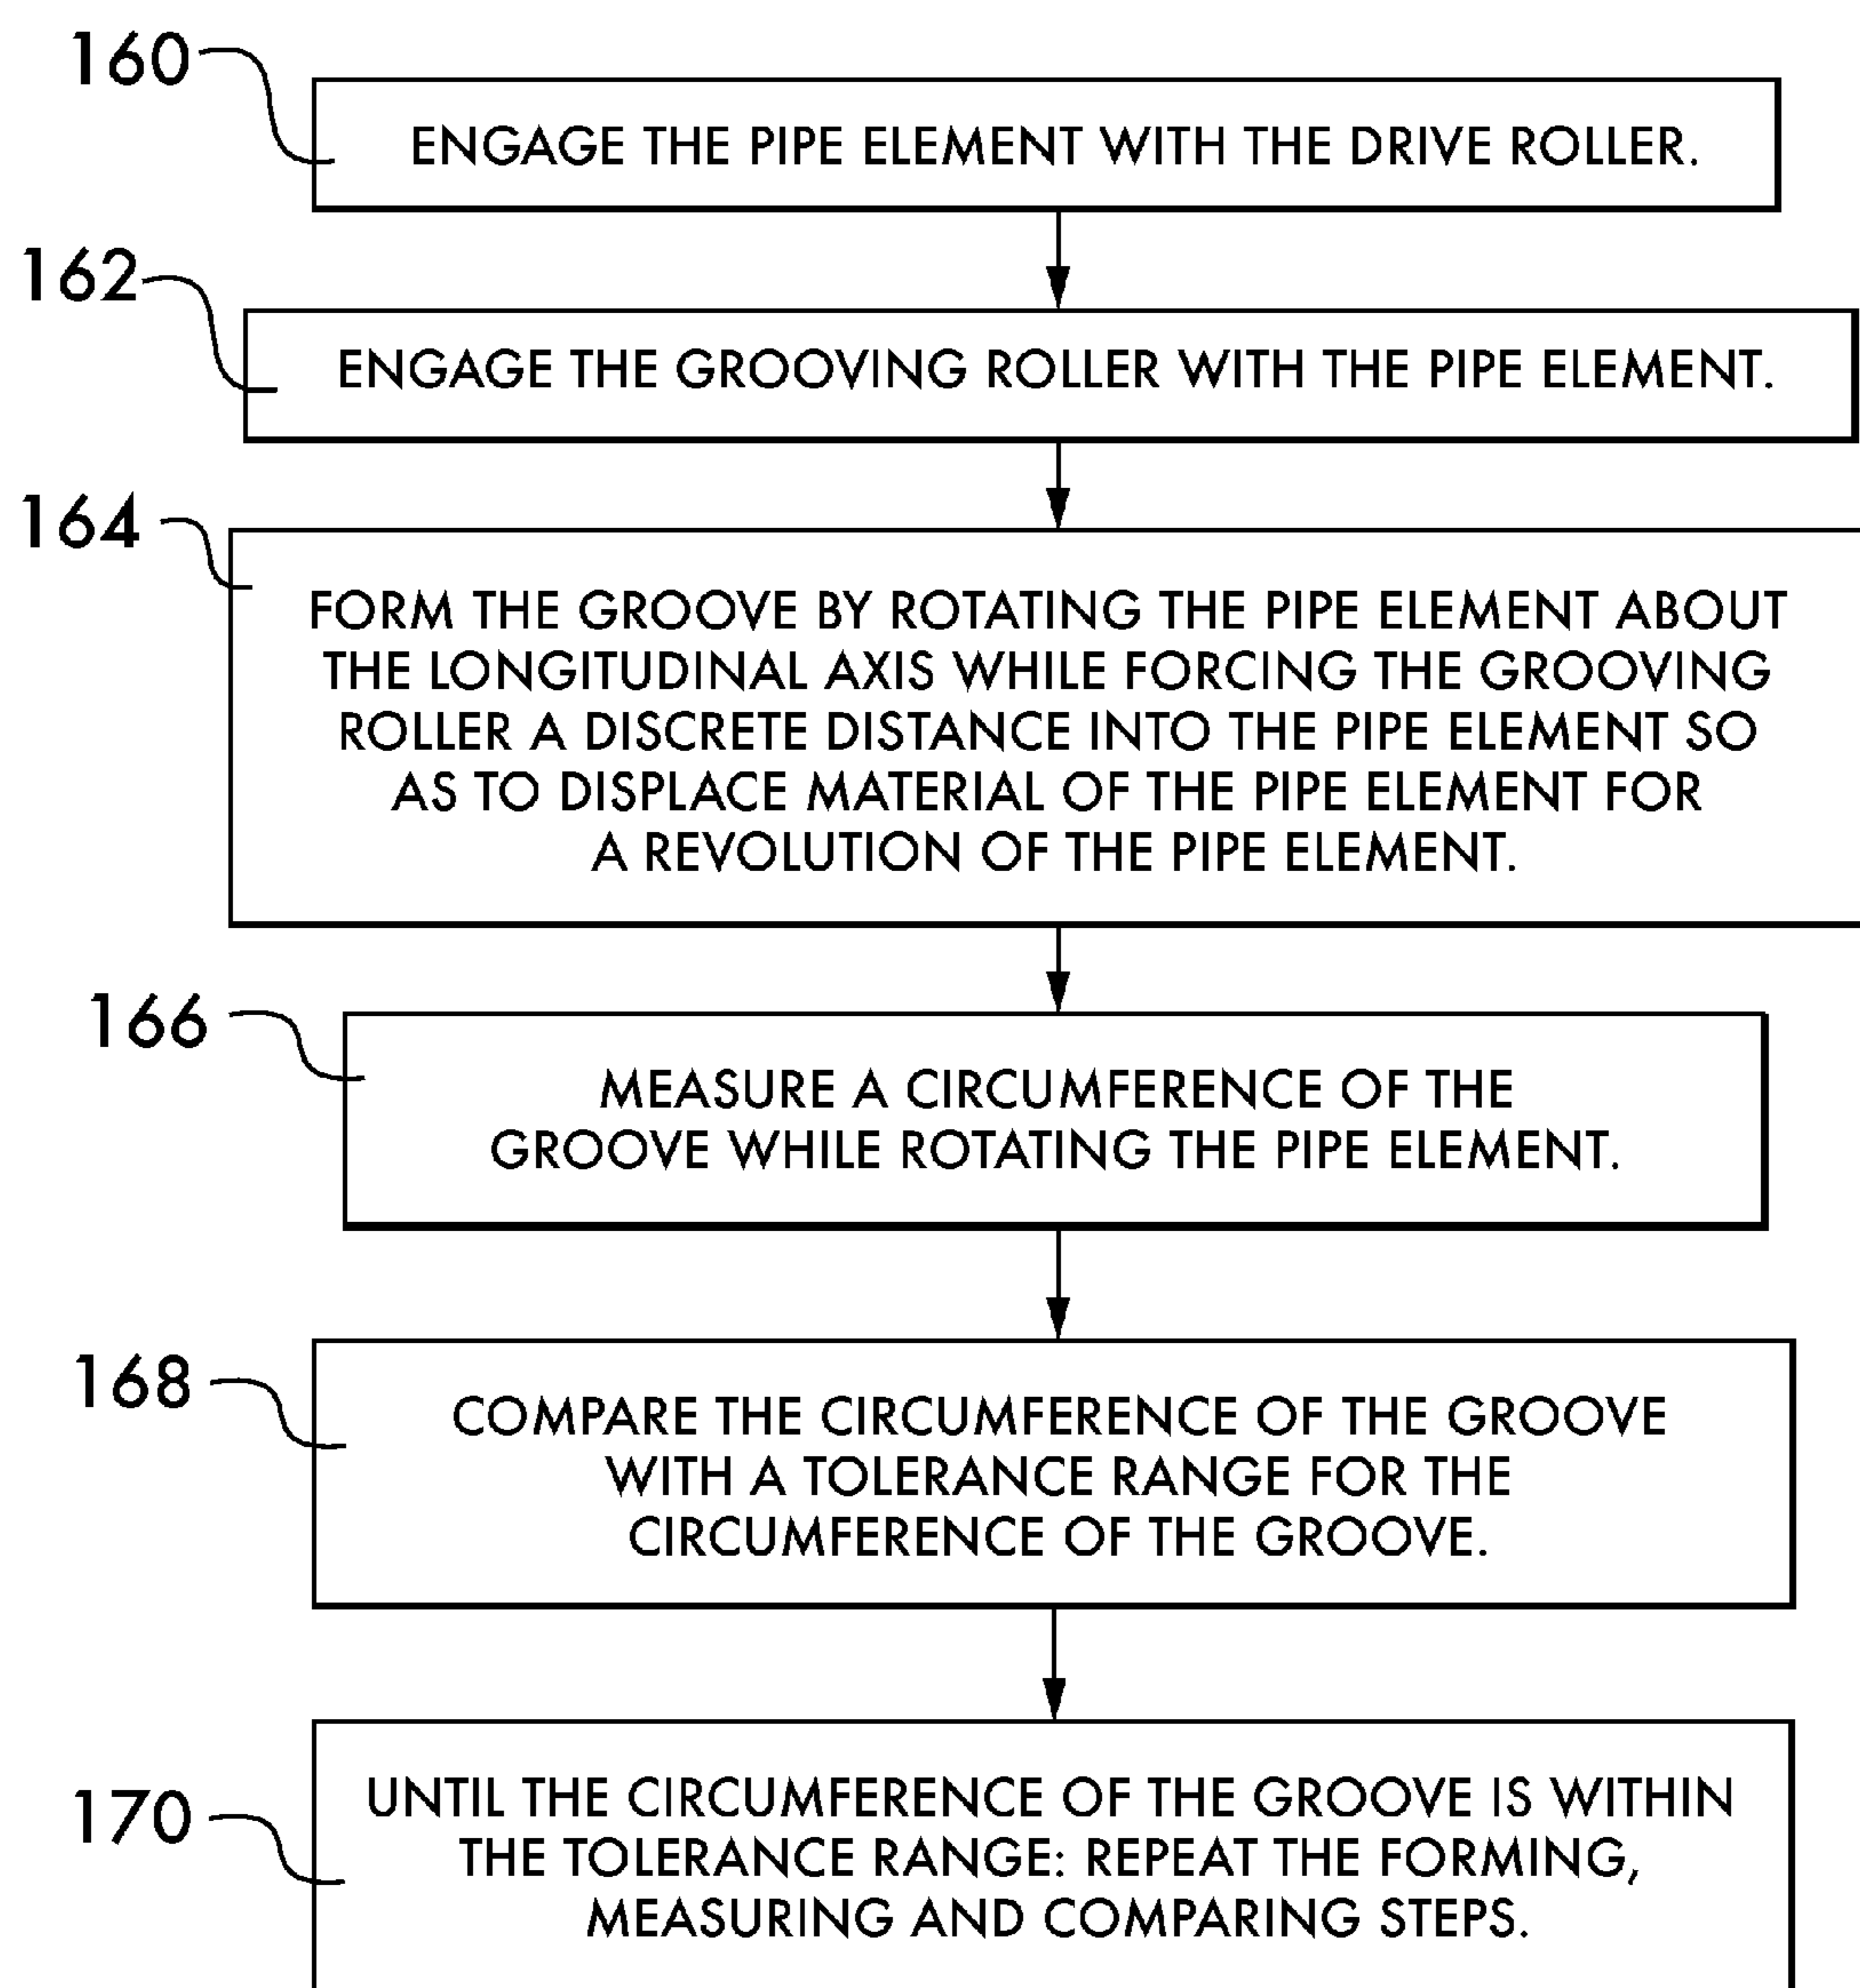 160
ENGAGE THE PIPE ELEMENT WITH THE DRIVE ROLLER.
162
ENGAGE THE GROOVING ROLLER WITH THE PIPE ELEMENT.
164
FORM THE GROOVE BY ROTATING THE PIPE ELEMENT ABOUT
THE LONGITUDINAL AXIS WHILE FORCING THE GROOVING
ROLLER A DISCRETE DISTANCE INTO THE PIPE ELEMENT SO
AS TO DISPLACE MATERIAL OF THE PIPE ELEMENT FOR
A REVOLUTION OF THE PIPE ELEMENT.
166
MEASURE A CIRCUMFERENCE OF THE
GROOVE WHILE ROTATING THE PIPE ELEMENT.
168
COMPARE THE CIRCUMFERENCE OF THE GROOVE
WITH A TOLERANCE RANGE FOR THE
CIRCUMFERENCE OF THE GROOVE.
170
UNTIL THE CIRCUMFERENCE OF THE GROOVE IS WITHIN
THE TOLERANCE RANGE: REPEAT THE FORMING,
MEASURING AND COMPARING STEPS.